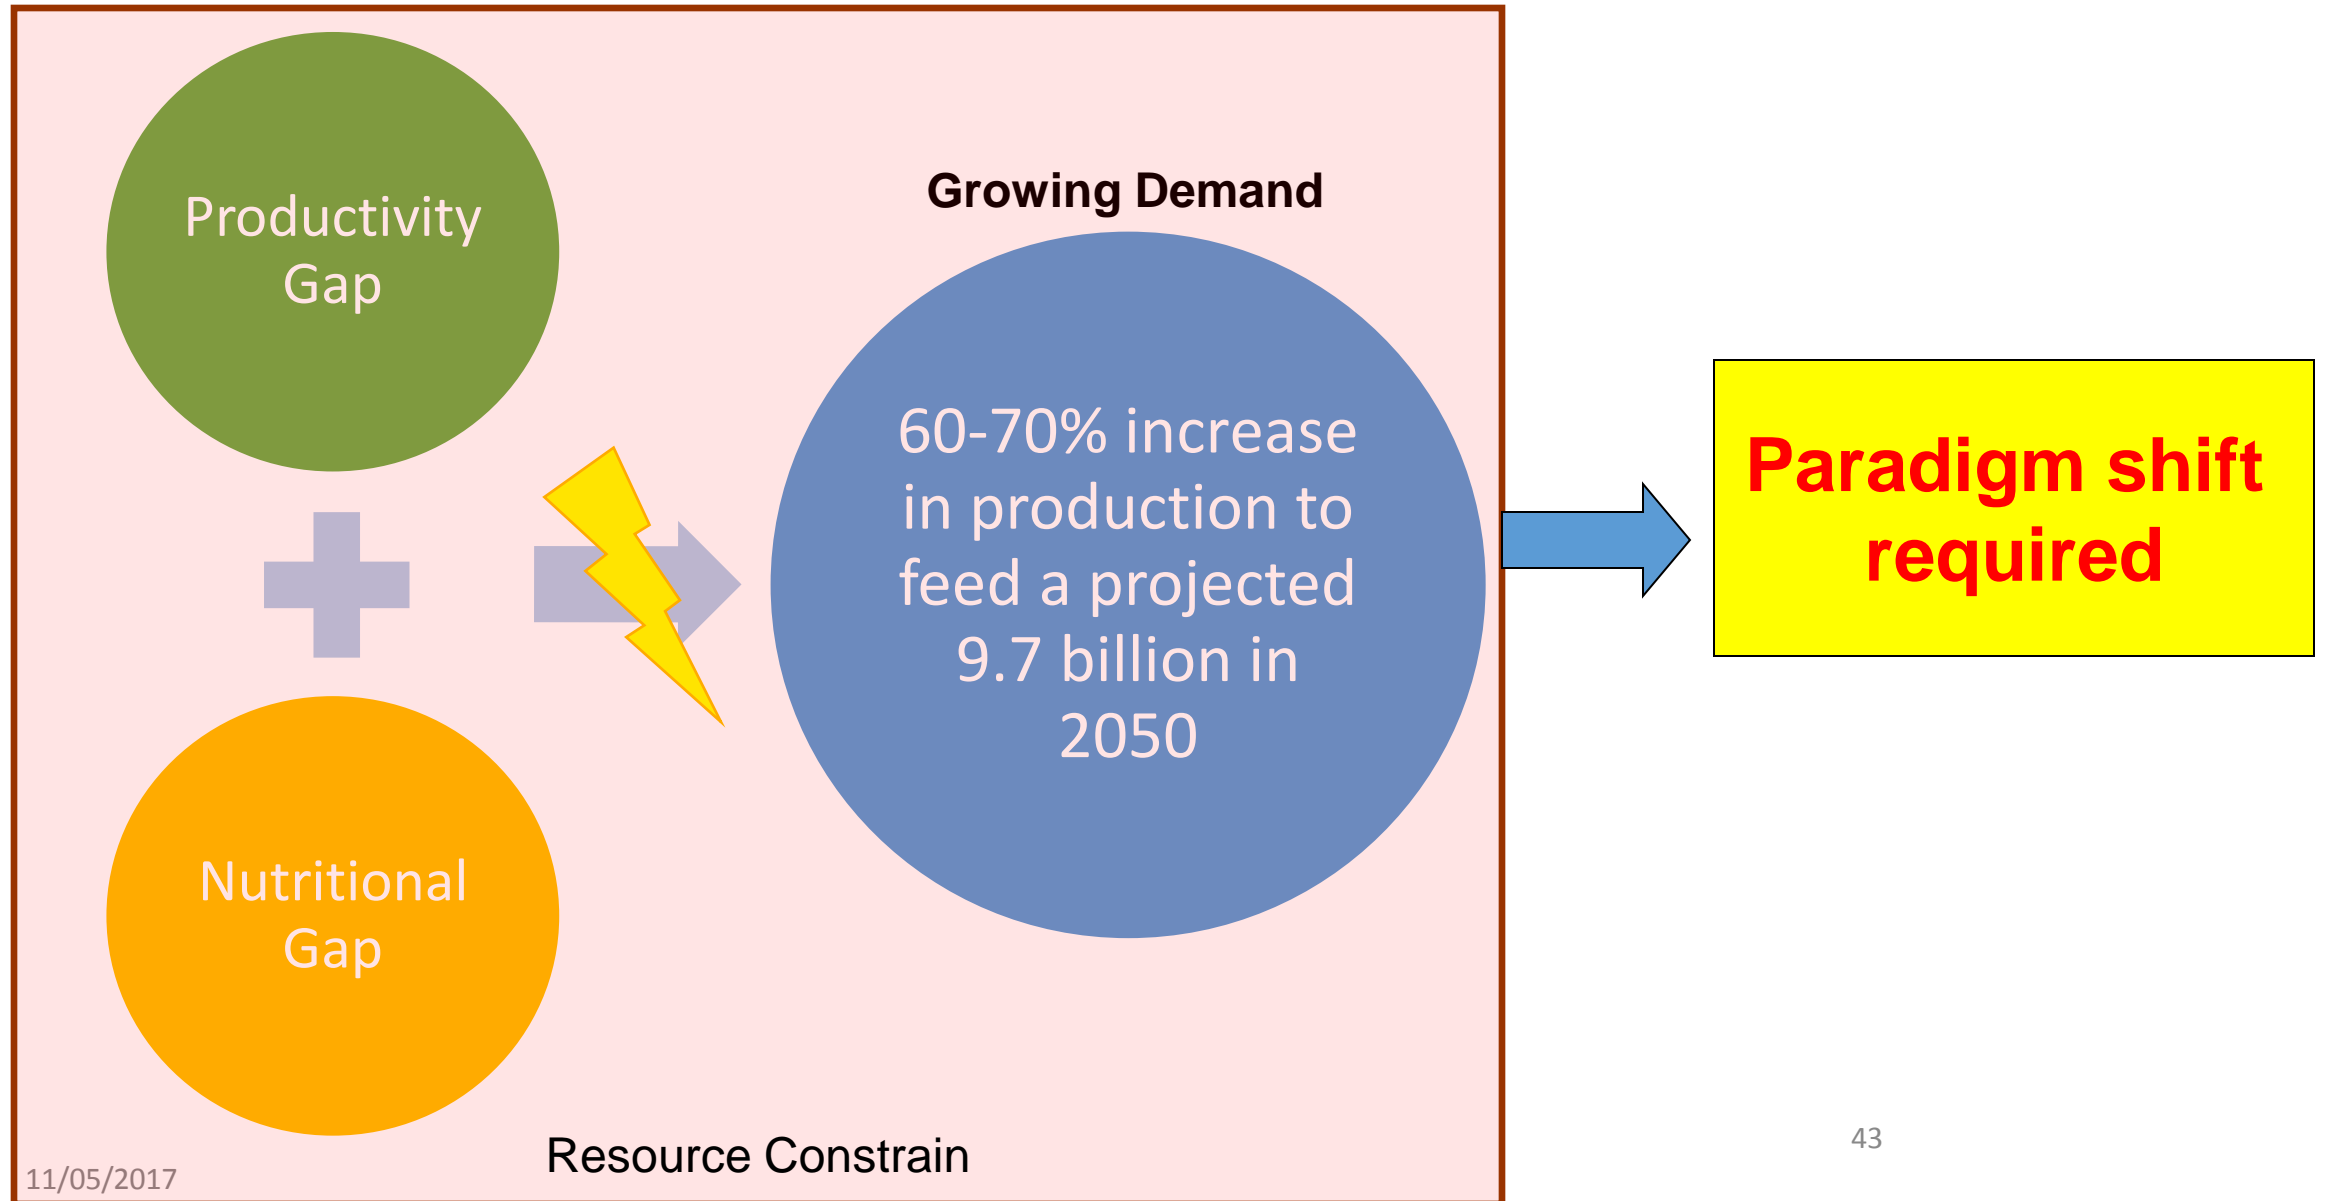 Productivity
Gap
Nutritional
Gap
Growing Demand
60-70% increase
in production to
feed a projected
9.7 billion in
2050
Paradigm shift
required
Resource Constrain
11/05/2017
43